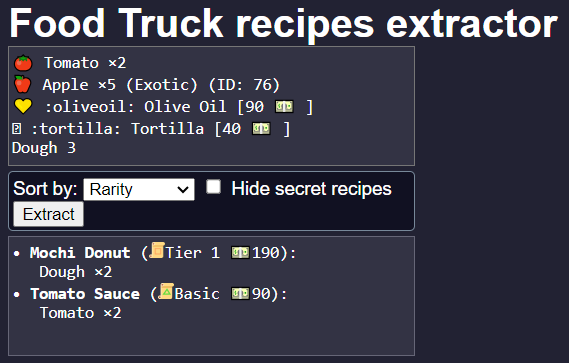 Food Truck recipes extractor
🍅 Tomato ×2
🍎 Apple ×5 (Exotic) (ID: 76)
💛 :oliveoil: Olive Oil [90 💵 ]
▯ :tortilla: Tortilla [40 💵 ]
Dough 3
Sort by: Rarity Hide secret recipes
Extract
• Mochi Donut (📜Tier 1 💵190):
Dough ×2
• Tomato Sauce (📜Basic 💵90):
Tomato ×2